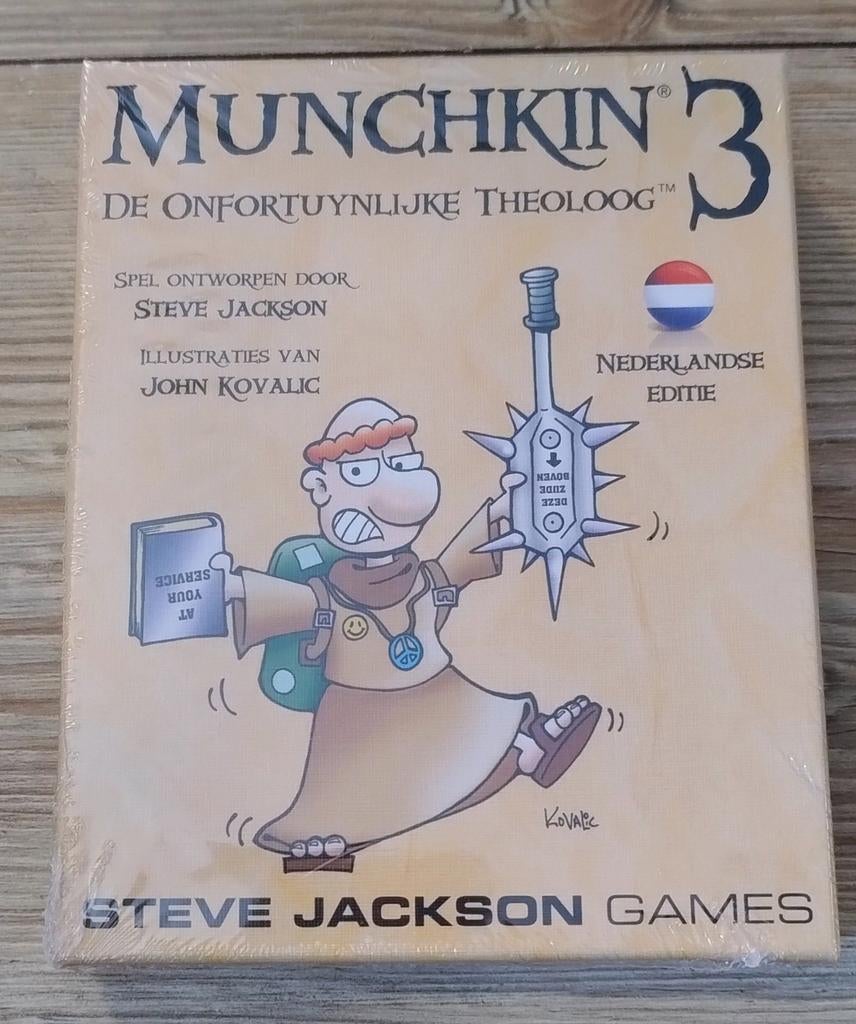 MUNCHKIN® 3
DE ONFORTUYNLIJKE THEOLOOG™
SPEL ONTWORPEN DOOR
STEVE JACKSON
ILLUSTRATIES VAN
JOHN KOVALIC
NEDERLANDSE
EDITIE
DEZE
ZIJDE
BOVEN
AT
YOUR
SERVICE
KOVALIC
STEVE JACKSON GAMES